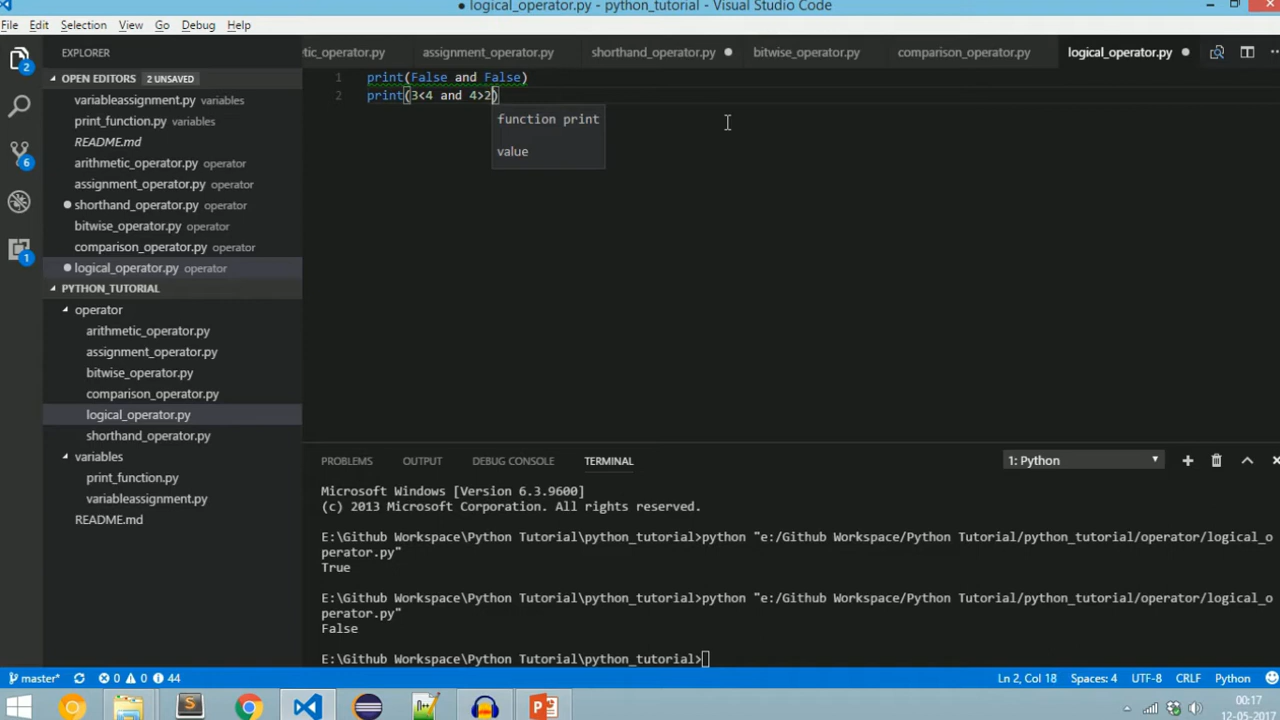 ● logical_operator.py - python_tutorial - Visual Studio Code
File Edit Selection View Go Debug Help
EXPLORER
OPEN EDITORS 2 UNSAVED
variableassignment.py variables
print_function.py variables
README.md
arithmetic_operator.py operator
assignment_operator.py operator
shorthand_operator.py operator
bitwise_operator.py operator
comparison_operator.py operator
logical_operator.py operator
PYTHON_TUTORIAL
operator
arithmetic_operator.py
assignment_operator.py
bitwise_operator.py
comparison_operator.py
logical_operator.py
shorthand_operator.py
variables
print_function.py
variableassignment.py
README.md
2
6
1
etic_operator.py assignment_operator.py shorthand_operator.py bitwise_operator.py comparison_operator.py logical_operator.py
1 print(False and False)
2 print(3<4 and 4>2)
function print
value
PROBLEMS OUTPUT DEBUG CONSOLE TERMINAL 1: Python
Microsoft Windows [Version 6.3.9600]
(c) 2013 Microsoft Corporation. All rights reserved.
E:\Github Workspace\Python Tutorial\python_tutorial>python "e:/Github Workspace/Python Tutorial/python_tutorial/operator/logical_o
perator.py"
True
E:\Github Workspace\Python Tutorial\python_tutorial>python "e:/Github Workspace/Python Tutorial/python_tutorial/operator/logical_o
perator.py"
False
E:\Github Workspace\Python Tutorial\python_tutorial>
master* 0 0 44 Ln 2, Col 18 Spaces: 4 UTF-8 CRLF Python
00:17
12-05-2017